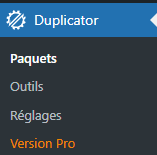 Duplicator
Paquets
Outils
Réglages
Version Pro